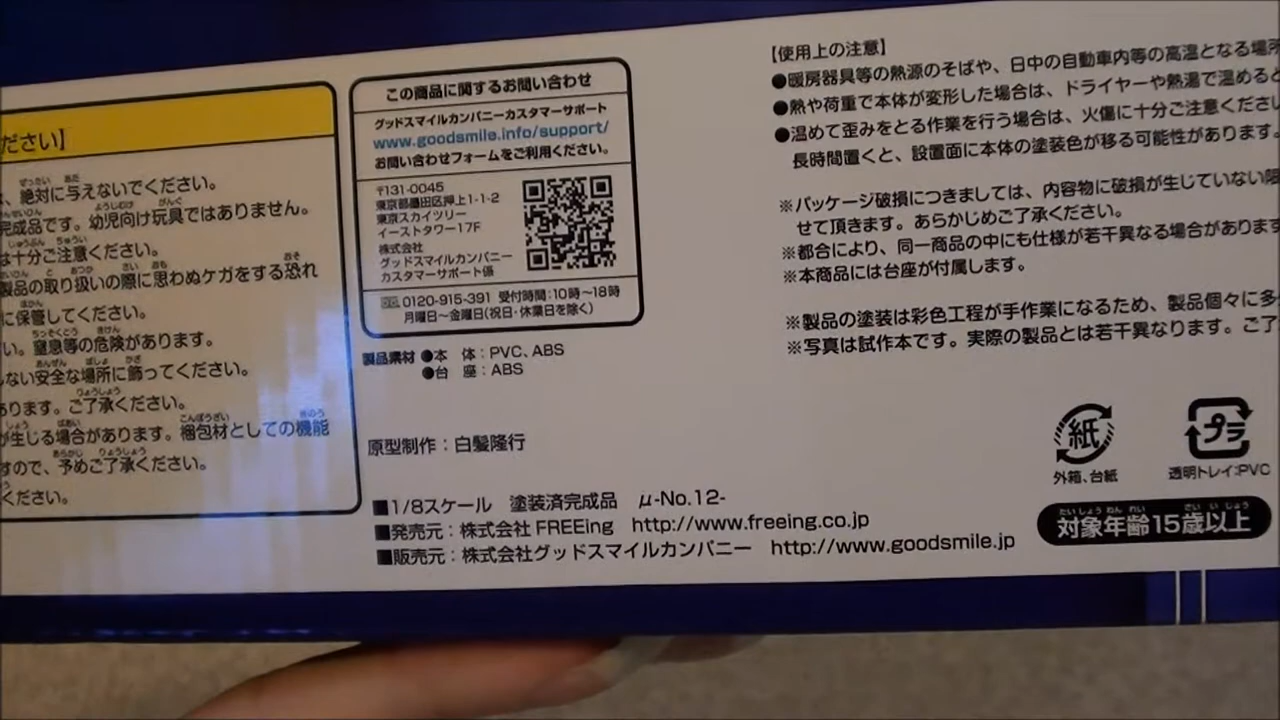 ださい】
、絶対に与えないでください。
完成品です。幼児向け玩具ではありません。
は十分ご注意ください。
製品の取り扱いの際に思わぬケガをする恐れ
に保管してください。
い。窒息等の危険があります。
しない安全な場所に飾ってください。
あります。ご了承ください。
が生じる場合があります。梱包材としての機能
すので、予めご了承ください。
ください。
この商品に関するお問い合わせ
グッドスマイルカンパニーカスタマーサポート
www.goodsmile.info/support/
お問い合わせフォームをご利用ください。
〒131-0045
東京都墨田区押上1-1-2
東京スカイツリー
イーストタワー17F
株式会社
グッドスマイルカンパニー
カスタマーサポート係
0120-915-391 受付時間:10時〜18時
月曜日〜金曜日(祝日・休業日を除く)
製品素材 ●本 体:PVC、ABS
●台 座:ABS
原型制作:白髪隆行
■1/8スケール 塗装済完成品 μ-No.12-
■発売元:株式会社 FREEing http://www.freeing.co.jp
■販売元:株式会社グッドスマイルカンパニー http://www.goodsmile.jp
【使用上の注意】
●暖房器具等の熱源のそばや、日中の自動車内等の高温となる場所
●熱や荷重で本体が変形した場合は、ドライヤーや熱湯で温めると
●温めて歪みをとる作業を行う場合は、火傷に十分ご注意ください
長時間置くと、設置面に本体の塗装色が移る可能性があります。
※パッケージ破損につきましては、内容物に破損が生じていない限
せて頂きます。あらかじめご了承ください。
※都合により、同一商品の中にも仕様が若干異なる場合があります
※本商品には台座が付属します。
※製品の塗装は彩色工程が手作業になるため、製品個々に多
※写真は試作本です。実際の製品とは若干異なります。ご了
紙
外箱、台紙
プラ
透明トレイ:PVC
対象年齢15歳以上